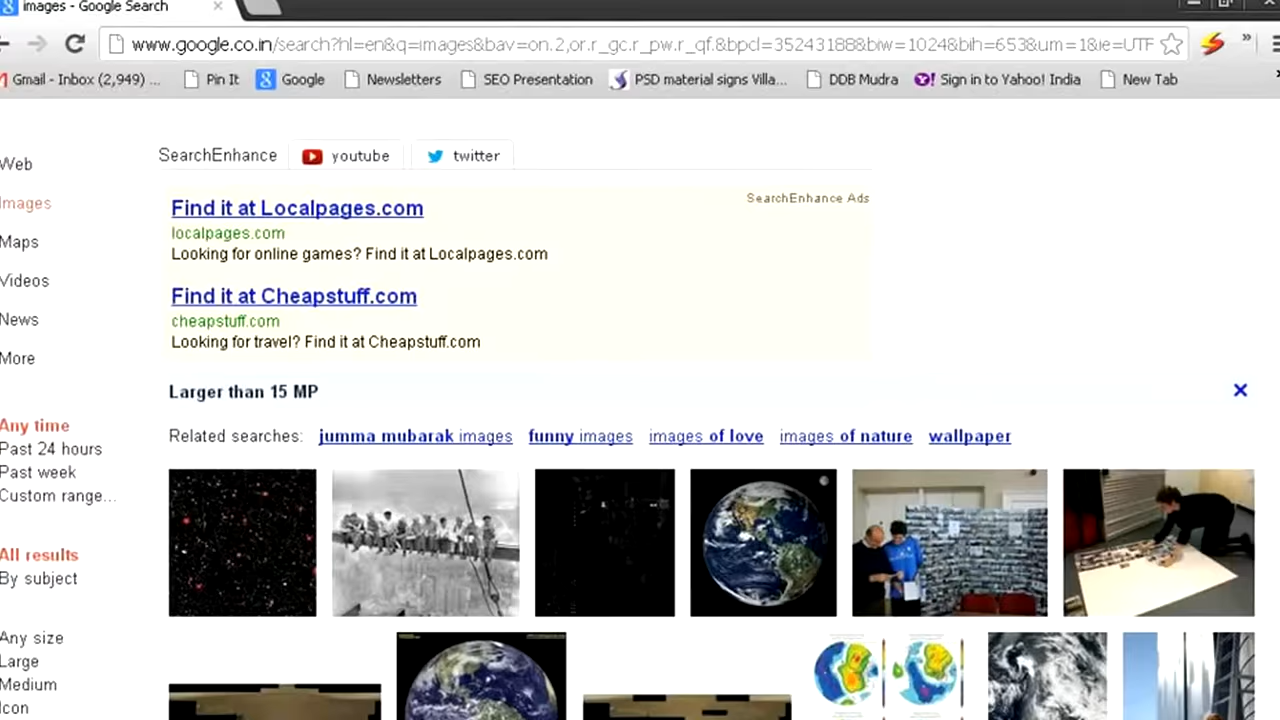 images - Google Search
www.google.co.in/search?hl=en&q=images&bav=on.2,or.r_gc.r_pw.r_qf.&bpcl=35243188&biw=1024&bih=653&um=1&ie=UTF
Gmail - Inbox (2,949) ... Pin It Google Newsletters SEO Presentation PSD material signs Villa... DDB Mudra Sign in to Yahoo! India New Tab
SearchEnhance youtube twitter
Web
Images
Maps
Videos
News
More
Any time
Past 24 hours
Past week
Custom range...
All results
By subject
Any size
Large
Medium
Icon
SearchEnhance Ads
Find it at Localpages.com
localpages.com
Looking for online games? Find it at Localpages.com
Find it at Cheapstuff.com
cheapstuff.com
Looking for travel? Find it at Cheapstuff.com
Larger than 15 MP
Related searches: jumma mubarak images funny images images of love images of nature wallpaper